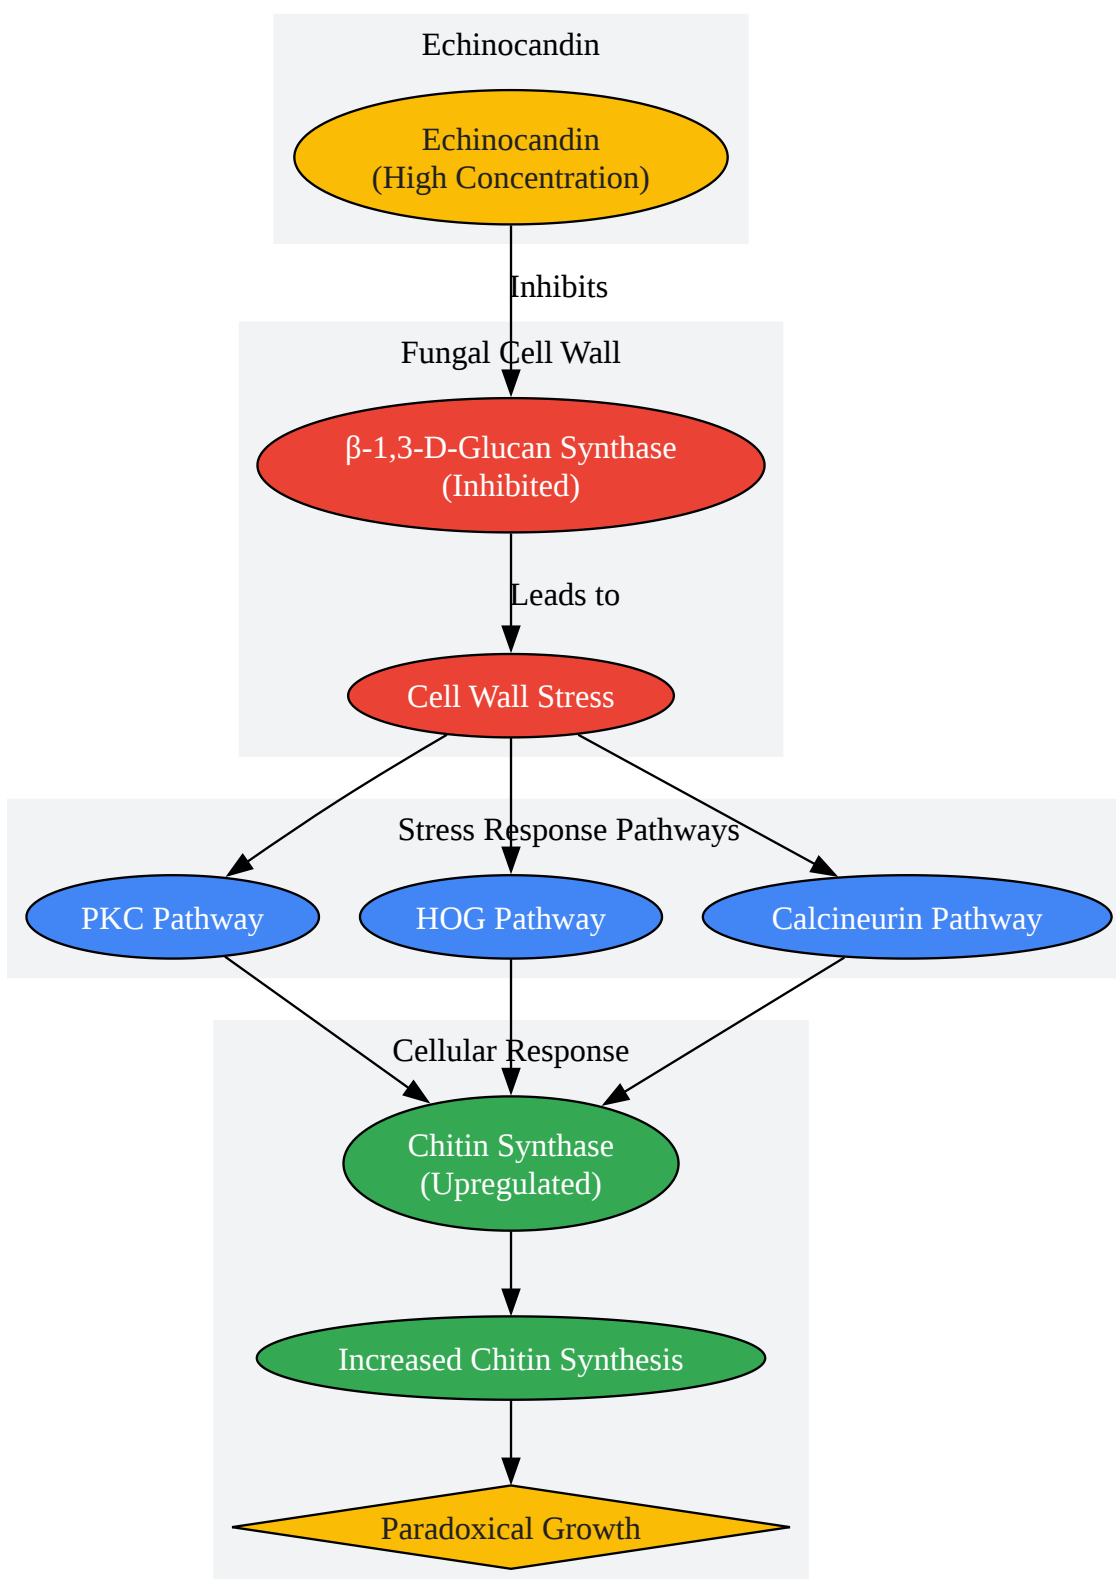 Echinocandin
Echinocandin
(High Concentration)
Inhibits
Fungal Cell Wall
β-1,3-D-Glucan Synthase
(Inhibited)
Leads to
Cell Wall Stress
Stress Response Pathways
PKC Pathway
HOG Pathway
Calcineurin Pathway
Cellular Response
Chitin Synthase
(Upregulated)
Increased Chitin Synthesis
Paradoxical Growth